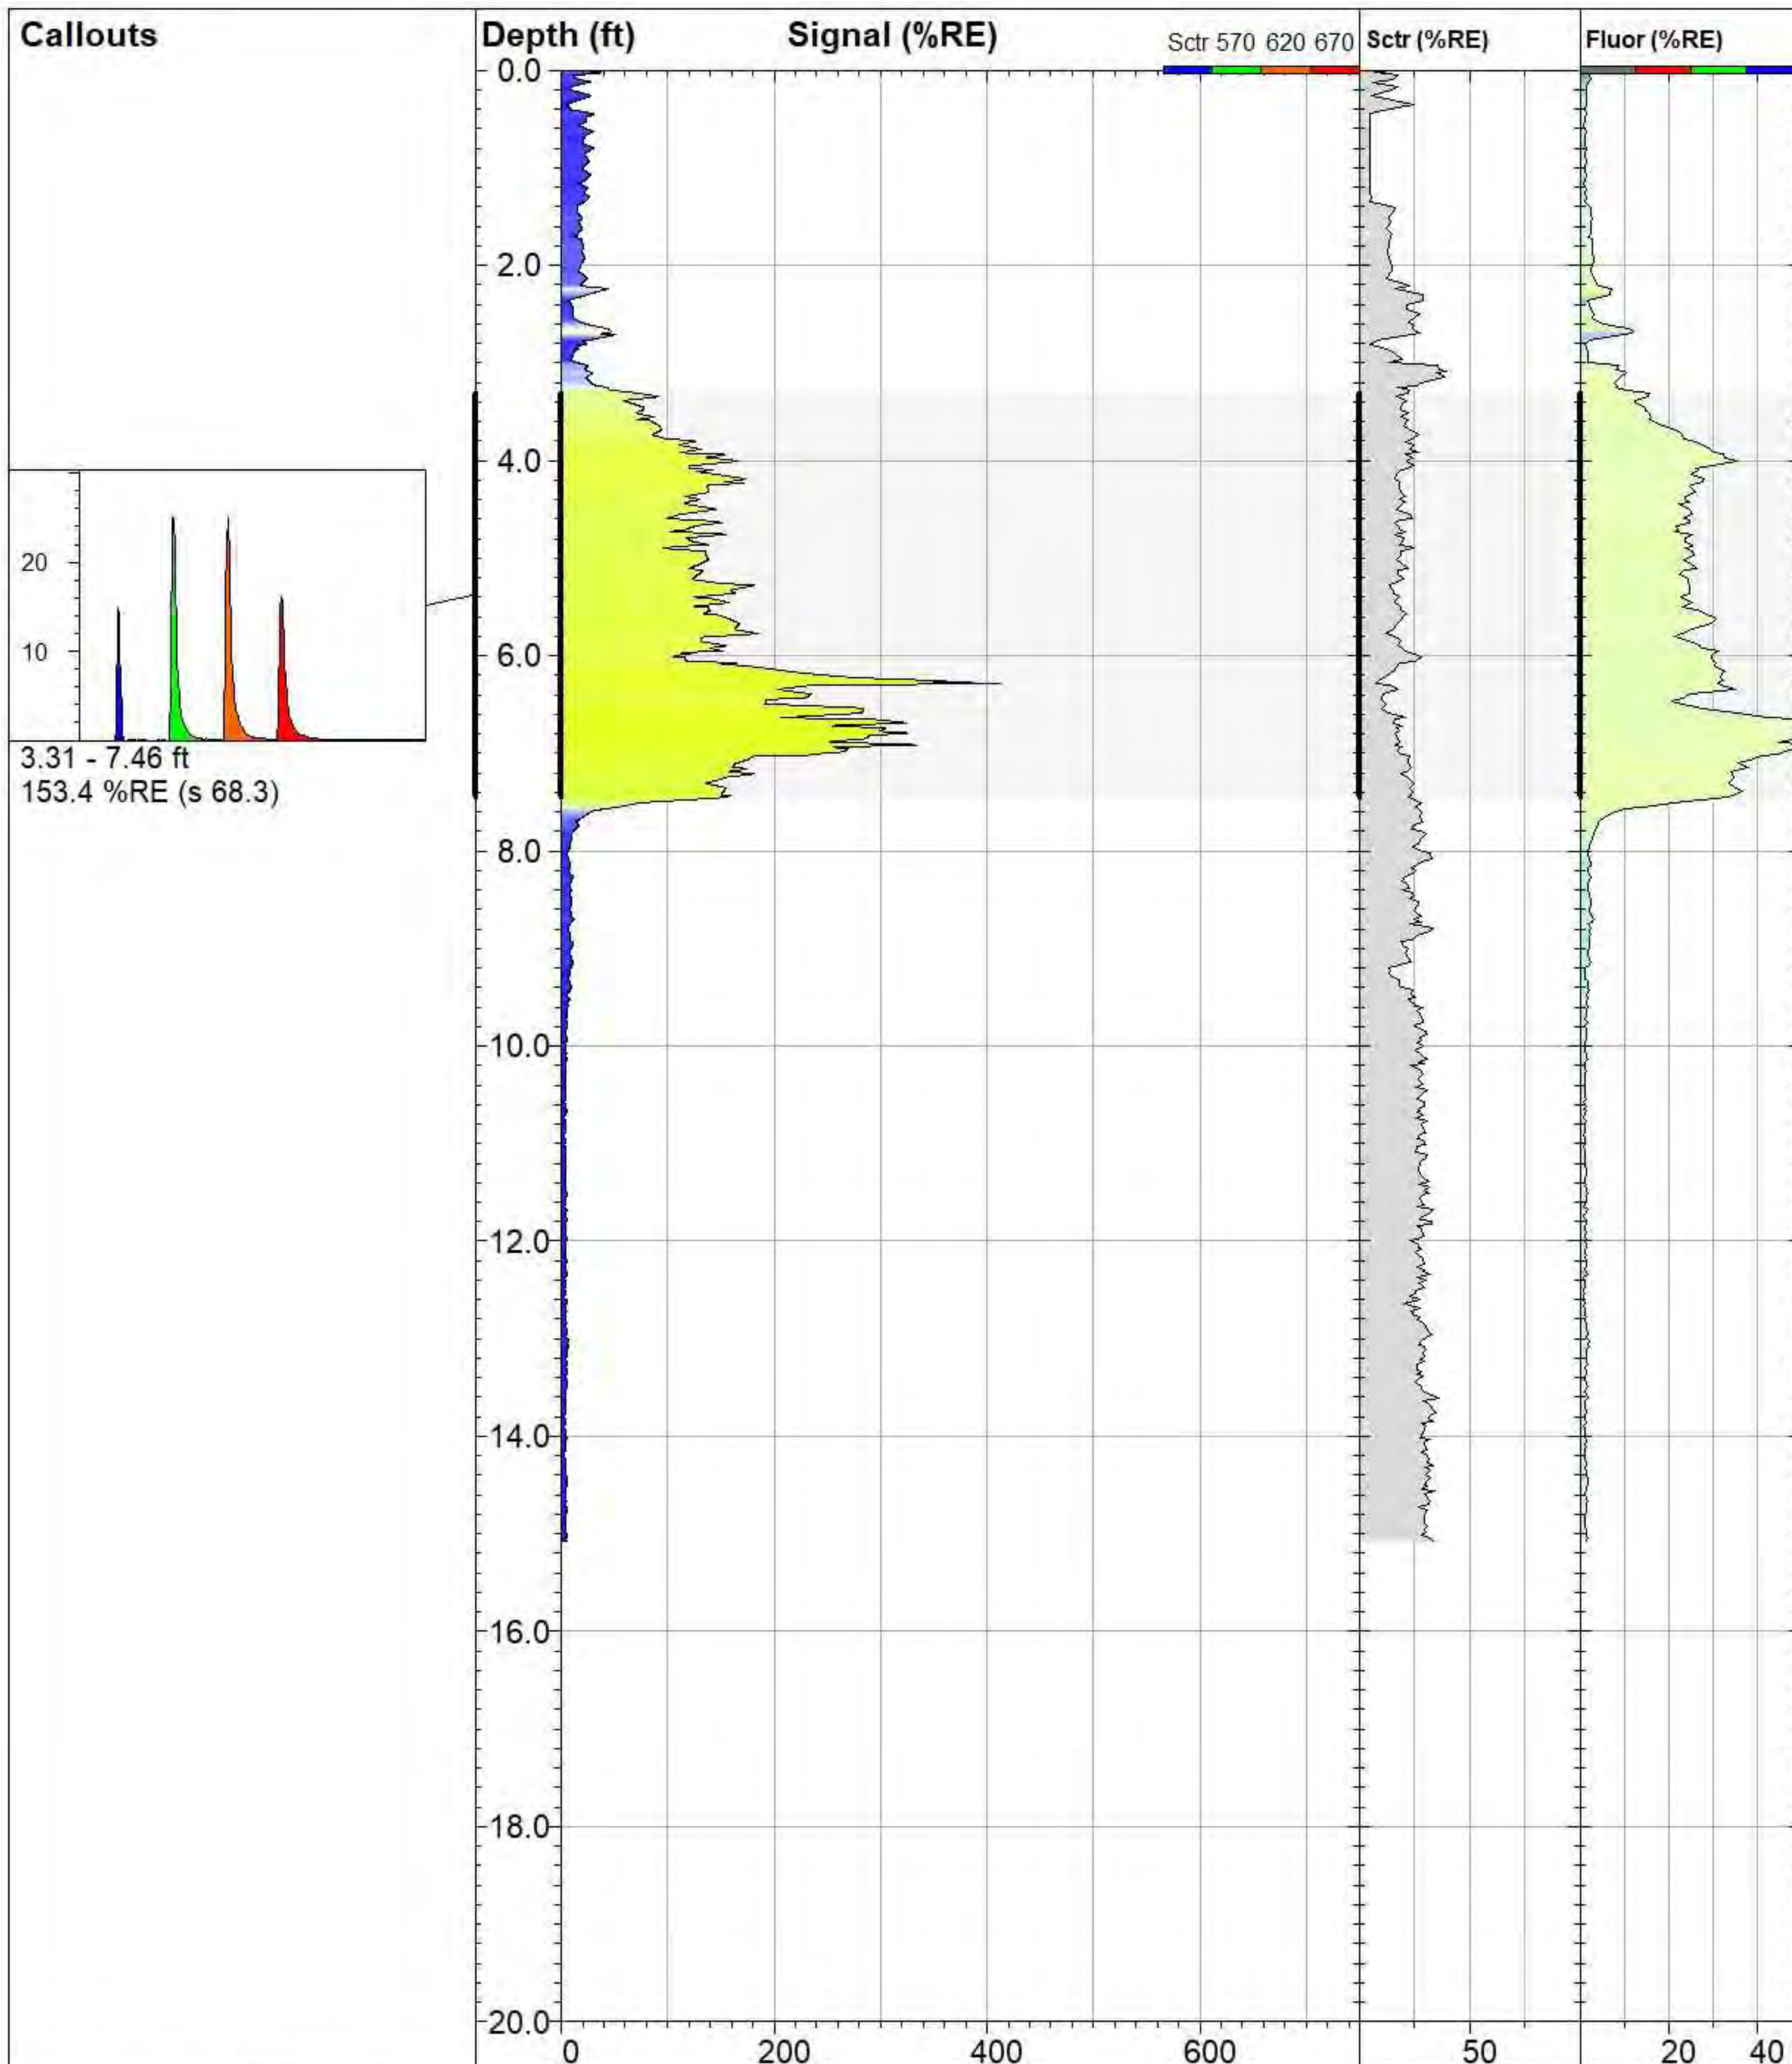 Callouts
Depth (ft)
Signal (%RE)
Sctr 570 620 670
Sctr (%RE)
Fluor (%RE)
0.0
2.0
4.0
6.0
8.0
10.0
12.0
14.0
16.0
18.0
20.0
20
10
3.31 - 7.46 ft
153.4 %RE (s 68.3)
0 200 400 600
50
20 40